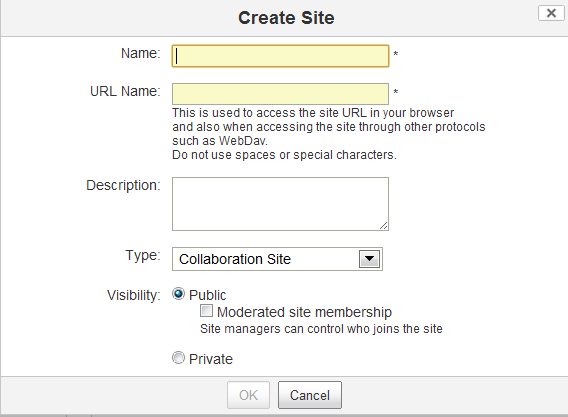 Create Site
Name: *
URL Name: *
This is used to access the site URL in your browser
and also when accessing the site through other protocols
such as WebDav.
Do not use spaces or special characters.
Description:
Type: Collaboration Site
Visibility: Public
Moderated site membership
Site managers can control who joins the site
Private
OK Cancel